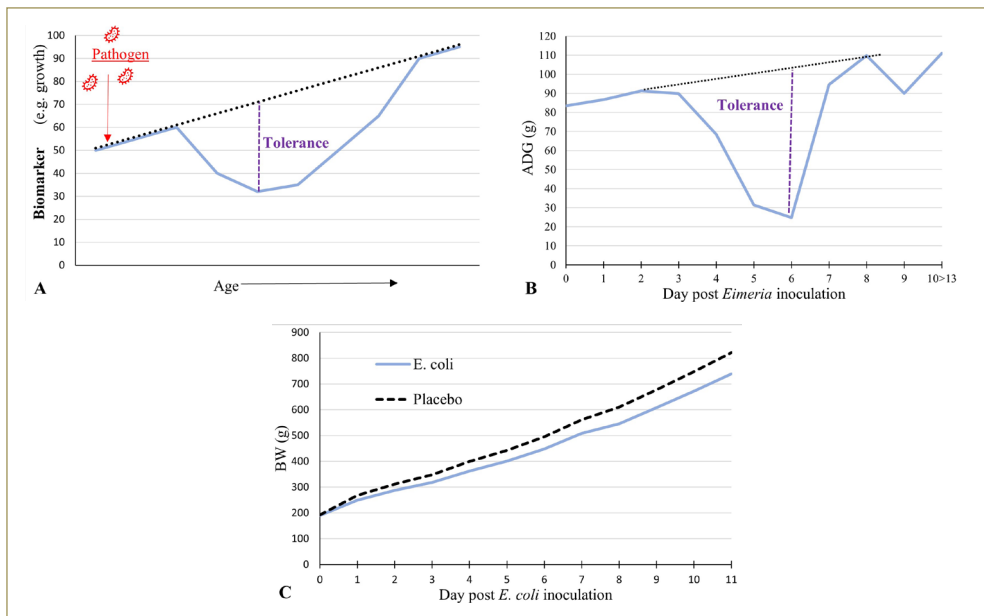 Biomarker (e.g. growth)
100
90
80
70
60
50
40
30
20
10
0
Pathogen
Tolerance
A
Age
ADG (g)
120
110
100
90
80
70
60
50
40
30
20
10
0
Tolerance
0 1 2 3 4 5 6 7 8 9 10>13
B
Day post Eimeria inoculation
BW (g)
900
800
700
600
500
400
300
200
100
0
E. coli
Placebo
0 1 2 3 4 5 6 7 8 9 10 11
C
Day post E. coli inoculation